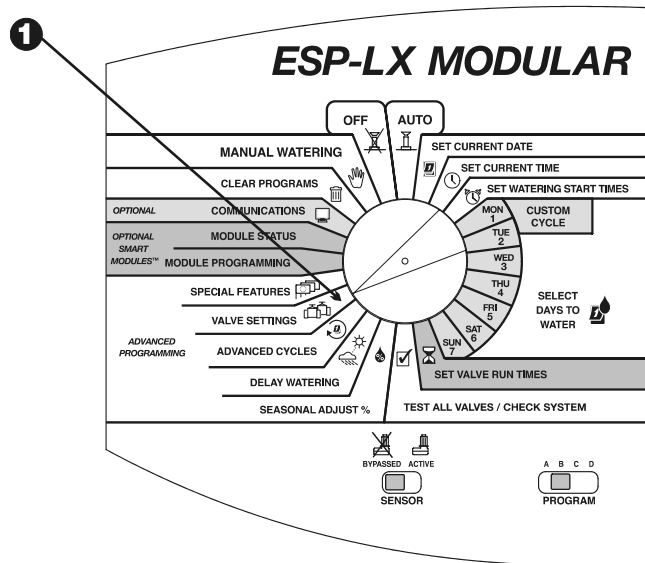 1
ESP-LX MODULAR
OFF
AUTO
MANUAL WATERING
CLEAR PROGRAMS
OPTIONAL
COMMUNICATIONS
OPTIONAL
SMART
MODULES™
MODULE STATUS
MODULE PROGRAMMING
SPECIAL FEATURES
VALVE SETTINGS
ADVANCED
PROGRAMMING
ADVANCED CYCLES
DELAY WATERING
SEASONAL ADJUST %
SET CURRENT DATE
SET CURRENT TIME
SET WATERING START TIMES
MON
1
TUE
2
WED
3
THU
4
FRI
5
SAT
6
SUN
7
CUSTOM
CYCLE
SELECT
DAYS TO
WATER
SET VALVE RUN TIMES
TEST ALL VALVES / CHECK SYSTEM
BYPASSED ACTIVE
SENSOR
A B C D
PROGRAM